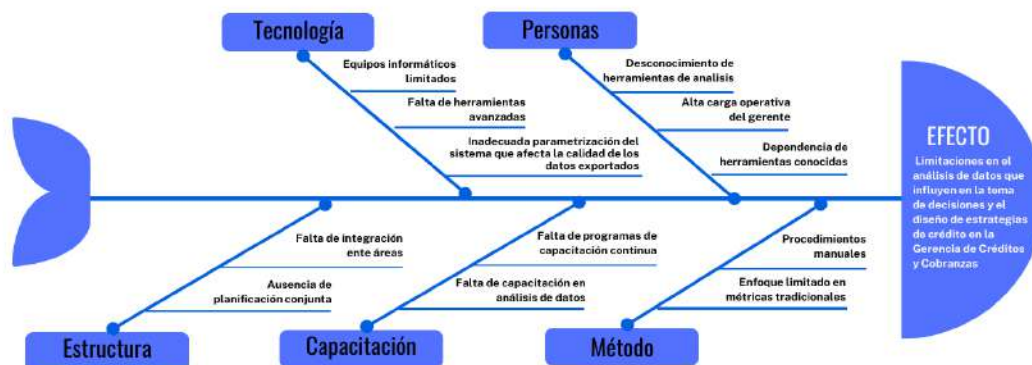 Tecnología
Equipos informáticos
limitados
Falta de herramientas
avanzadas
Inadecuada parametrización del
sistema que afecta la calidad de los
datos exportados
Personas
Desconocimiento de
herramientas de analisis
Alta carga operativa
del gerente
Dependencia de
herramientas conocidas
EFECTO
Limitaciones en el
análisis de datos que
influyen en la toma
de decisiones y el
diseño de estrategias
de crédito en la
Gerencia de Créditos
y Cobranzas
Falta de integración
ente áreas
Ausencia de
planificación conjunta
Estructura
Falta de programas de
capacitación continua
Falta de capacitación en
análisis de datos
Capacitación
Procedimientos
manuales
Enfoque limitado en
métricas tradicionales
Método